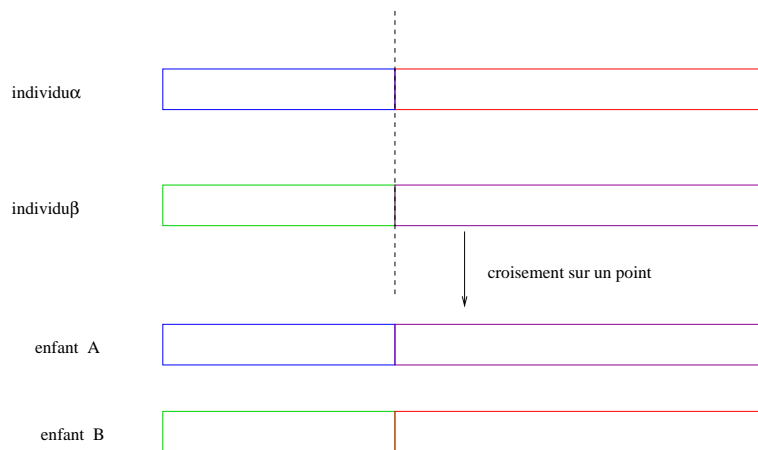 individuα
individuβ
croisement sur un point
enfant A
enfant B